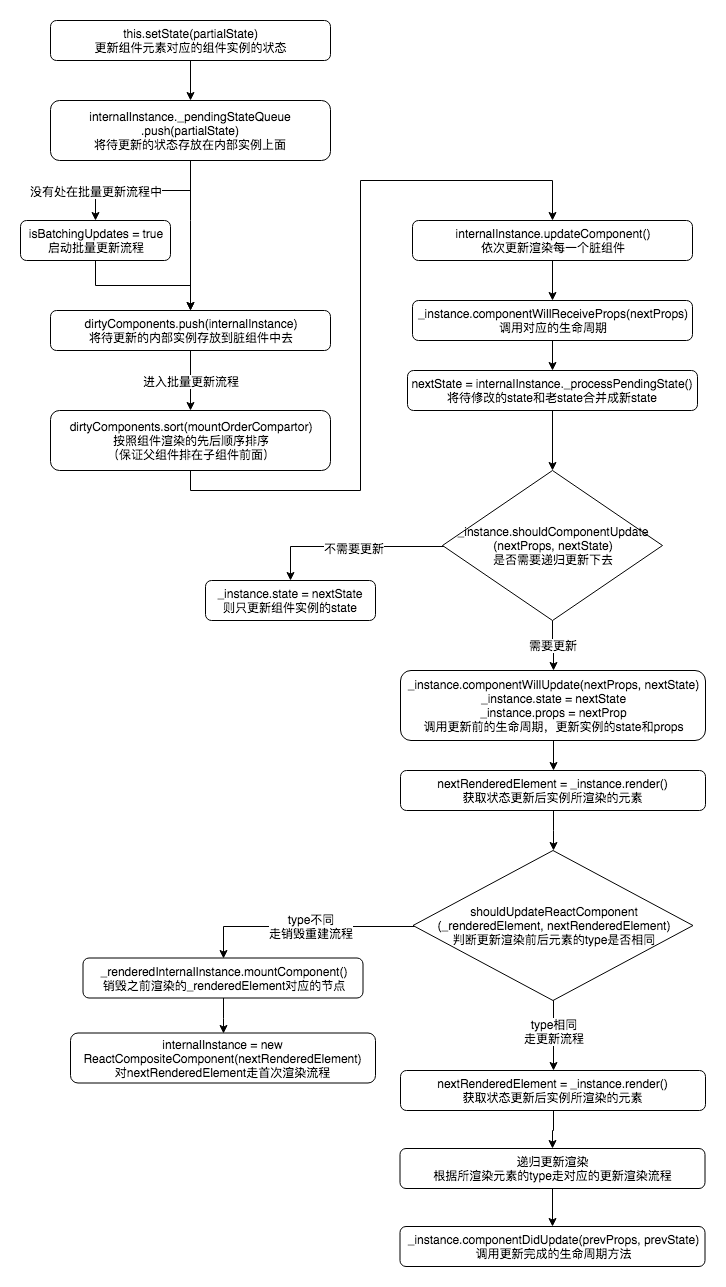 this.setState(partialState)
更新组件元素对应的组件实例的状态
internalInstance._pendingStateQueue
.push(partialState)
将待更新的状态存放在内部实例上面
没有处在批量更新流程中
isBatchingUpdates = true
启动批量更新流程
dirtyComponents.push(internalInstance)
将待更新的内部实例存放到脏组件中去
进入批量更新流程
dirtyComponents.sort(mountOrderCompartor)
按照组件渲染的先后顺序排序
（保证父组件排在子组件前面）
internalInstance.updateComponent()
依次更新渲染每一个脏组件
_instance.componentWillReceiveProps(nextProps)
调用对应的生命周期
nextState = internalInstance._processPendingState()
将待修改的state和老state合并成新state
_instance.shouldComponentUpdate
(nextProps, nextState)
是否需要递归更新下去
不需要更新
_instance.state = nextState
则只更新组件实例的state
需要更新
_instance.componentWillUpdate(nextProps, nextState)
_instance.state = nextState
_instance.props = nextProp
调用更新前的生命周期，更新实例的state和props
nextRenderedElement = _instance.render()
获取状态更新后实例所渲染的元素
shouldUpdateReactComponent
(_renderedElement, nextRenderedElement)
判断更新渲染前后元素的type是否相同
type不同
走销毁重建流程
_renderedInternalInstance.mountComponent()
销毁之前渲染的_renderedElement对应的节点
internalInstance = new
ReactCompositeComponent(nextRenderedElement)
对nextRenderedElement走首次渲染流程
type相同
走更新流程
nextRenderedElement = _instance.render()
获取状态更新后实例所渲染的元素
递归更新渲染
根据所渲染元素的type走对应的更新渲染流程
_instance.componentDidUpdate(prevProps, prevState)
调用更新完成的生命周期方法